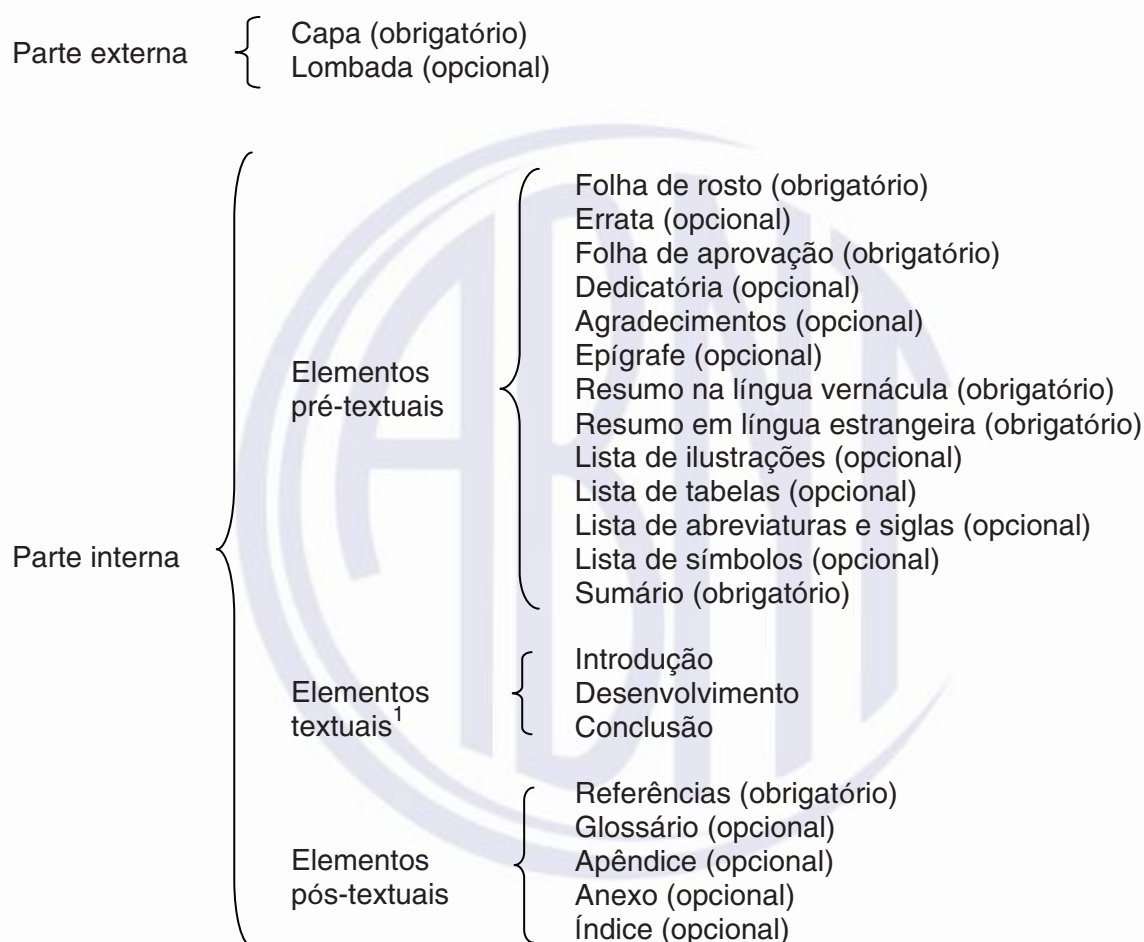 Parte externa
Capa (obrigatório)
Lombada (opcional)
Parte interna
Elementos
pré-textuais
Folha de rosto (obrigatório)
Errata (opcional)
Folha de aprovação (obrigatório)
Dedicatória (opcional)
Agradecimentos (opcional)
Epígrafe (opcional)
Resumo na língua vernácula (obrigatório)
Resumo em língua estrangeira (obrigatório)
Lista de ilustrações (opcional)
Lista de tabelas (opcional)
Lista de abreviaturas e siglas (opcional)
Lista de símbolos (opcional)
Sumário (obrigatório)
Elementos
textuais¹
Introdução
Desenvolvimento
Conclusão
Elementos
pós-textuais
Referências (obrigatório)
Glossário (opcional)
Apêndice (opcional)
Anexo (opcional)
Índice (opcional)
ABNT